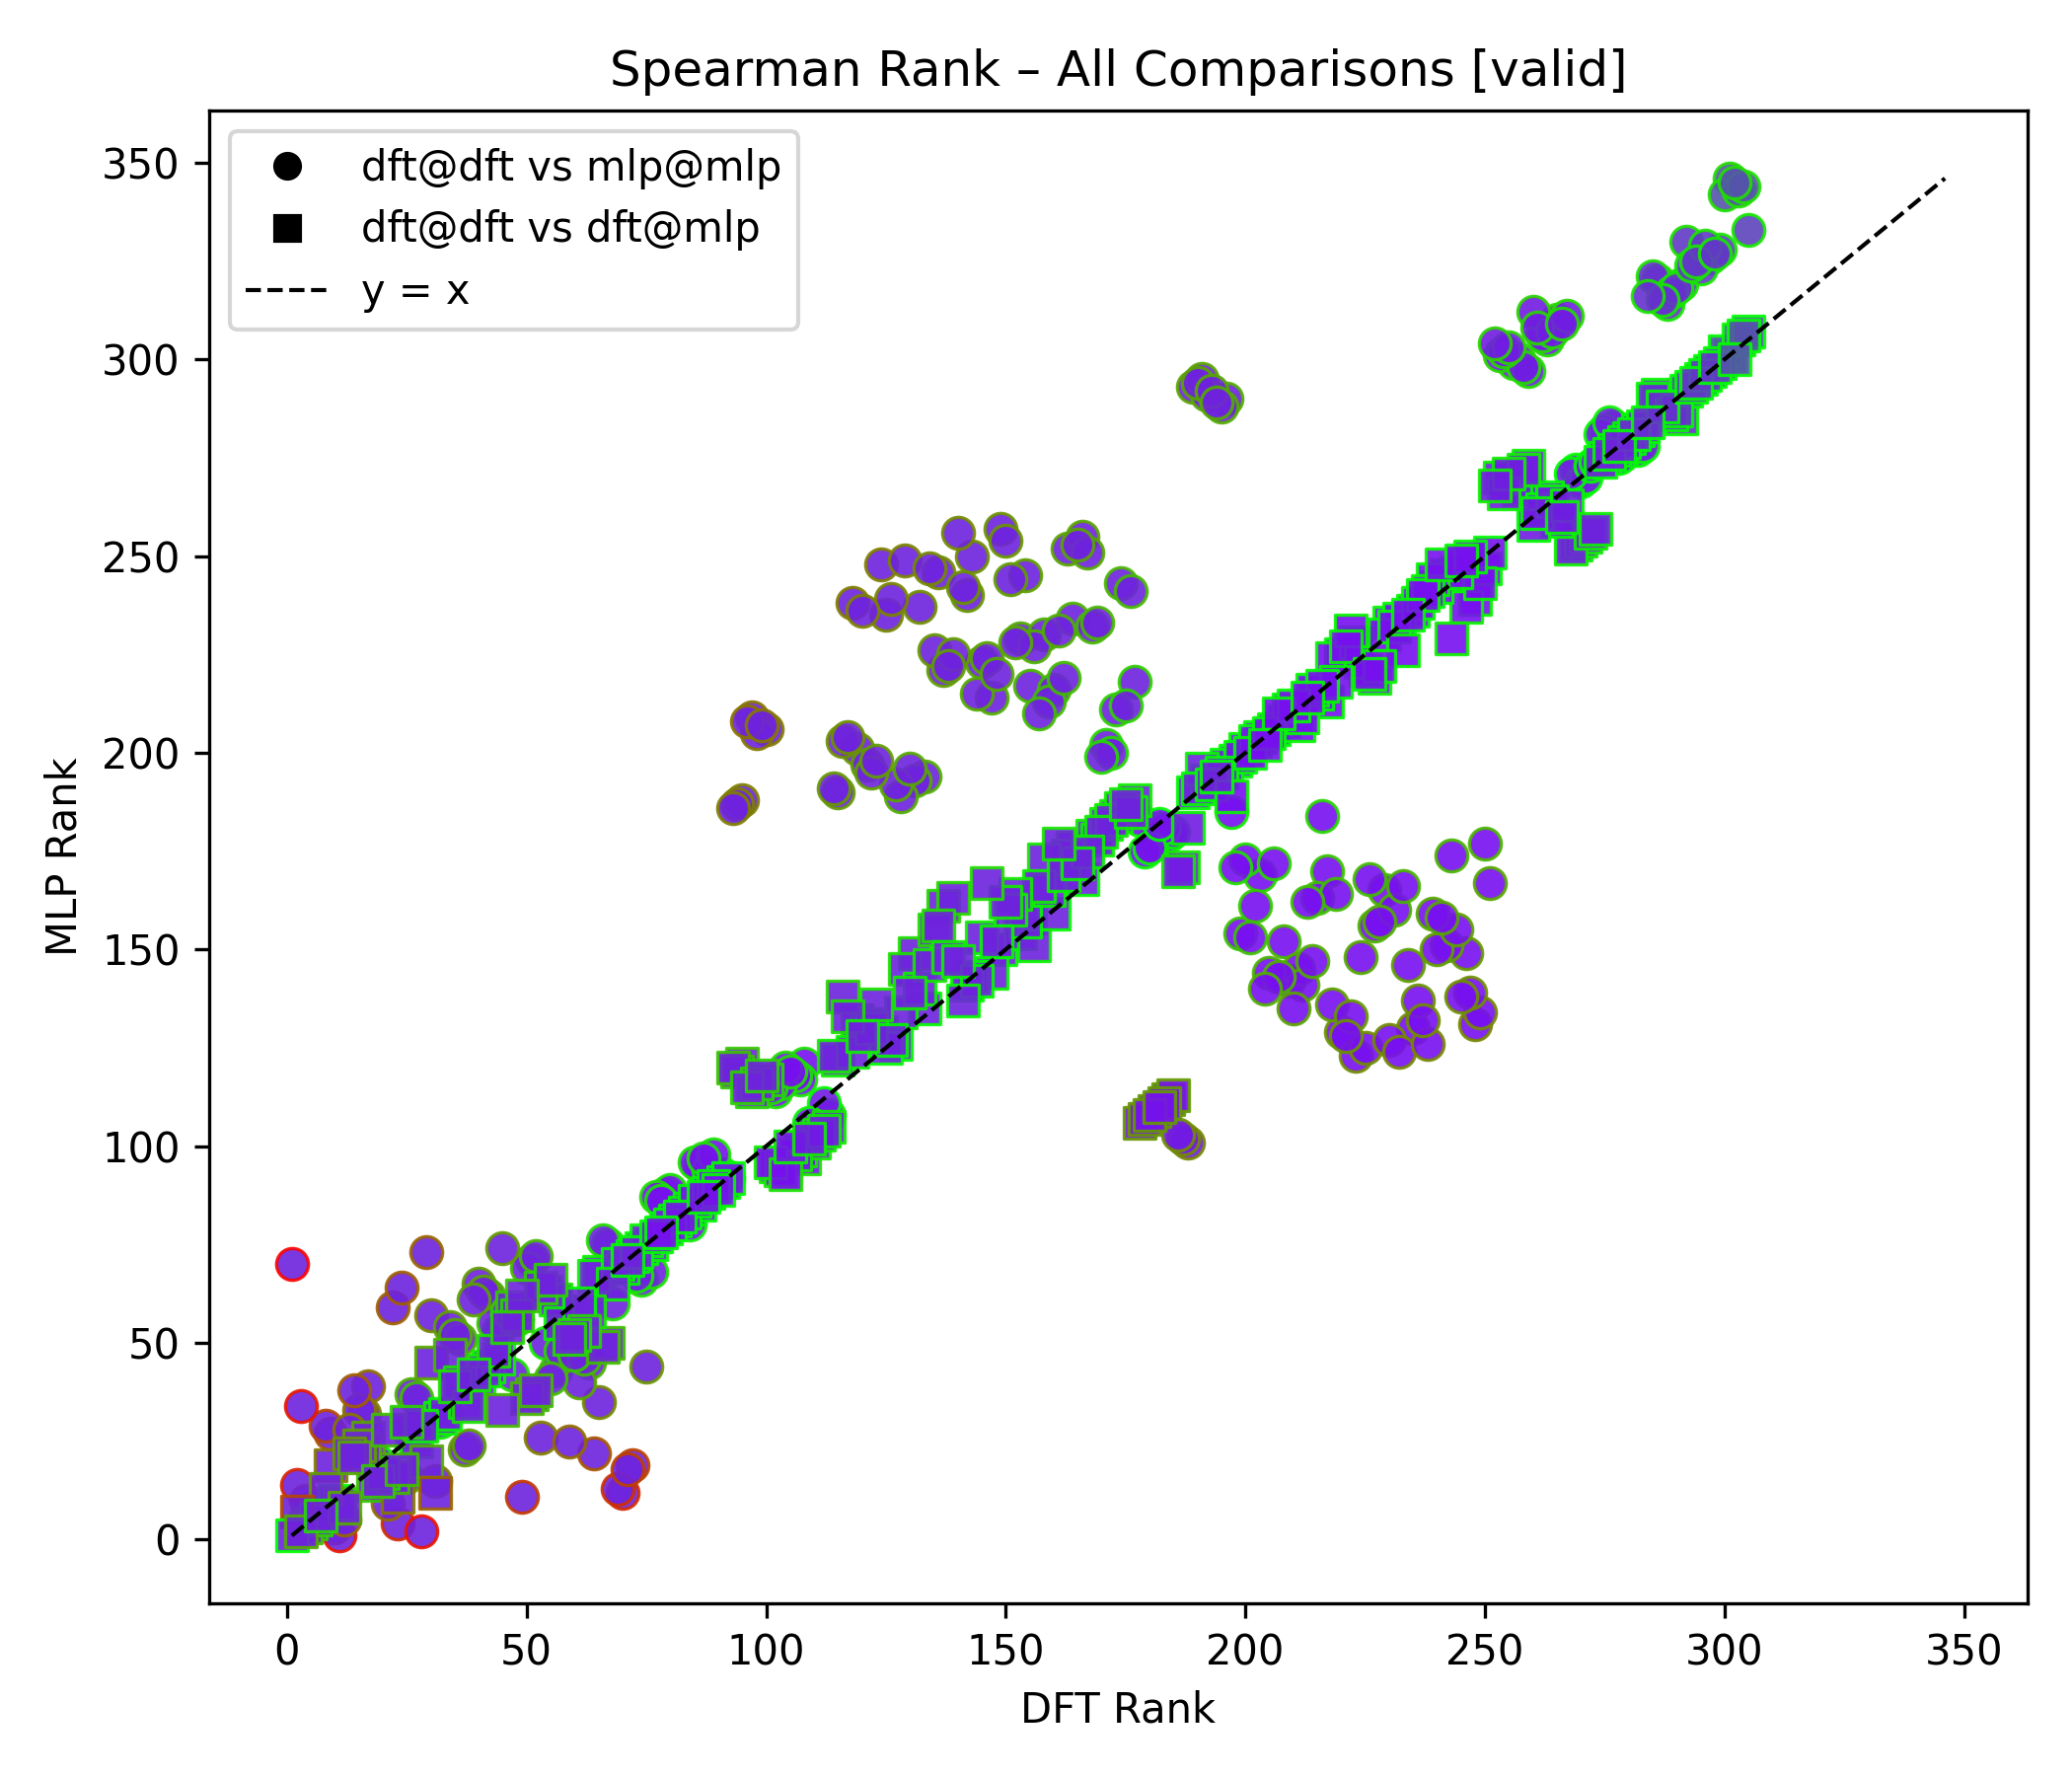 Spearman Rank – All Comparisons [valid]
dft@dft vs mlp@mlp
dft@dft vs dft@mlp
y = x
MLP Rank
350
300
250
200
150
100
50
0
0 50 100 150 200 250 300 350
DFT Rank